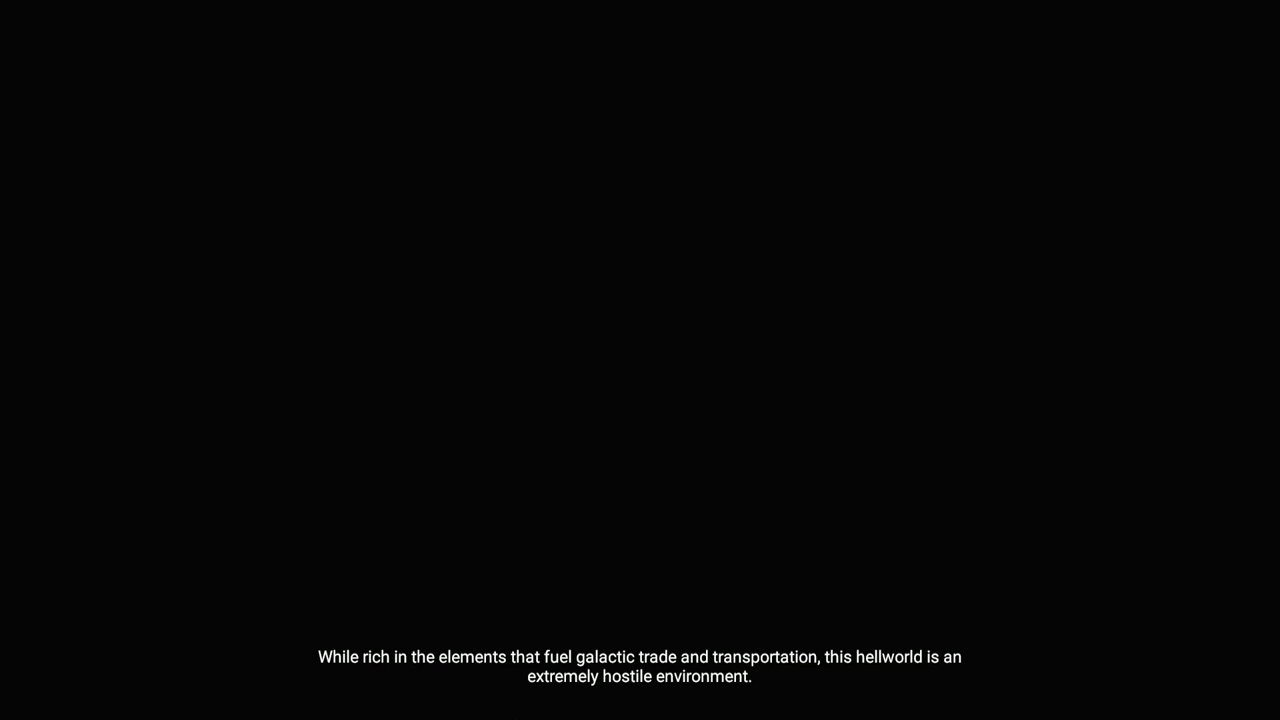 While rich in the elements that fuel galactic trade and transportation, this hellworld is an
extremely hostile environment.